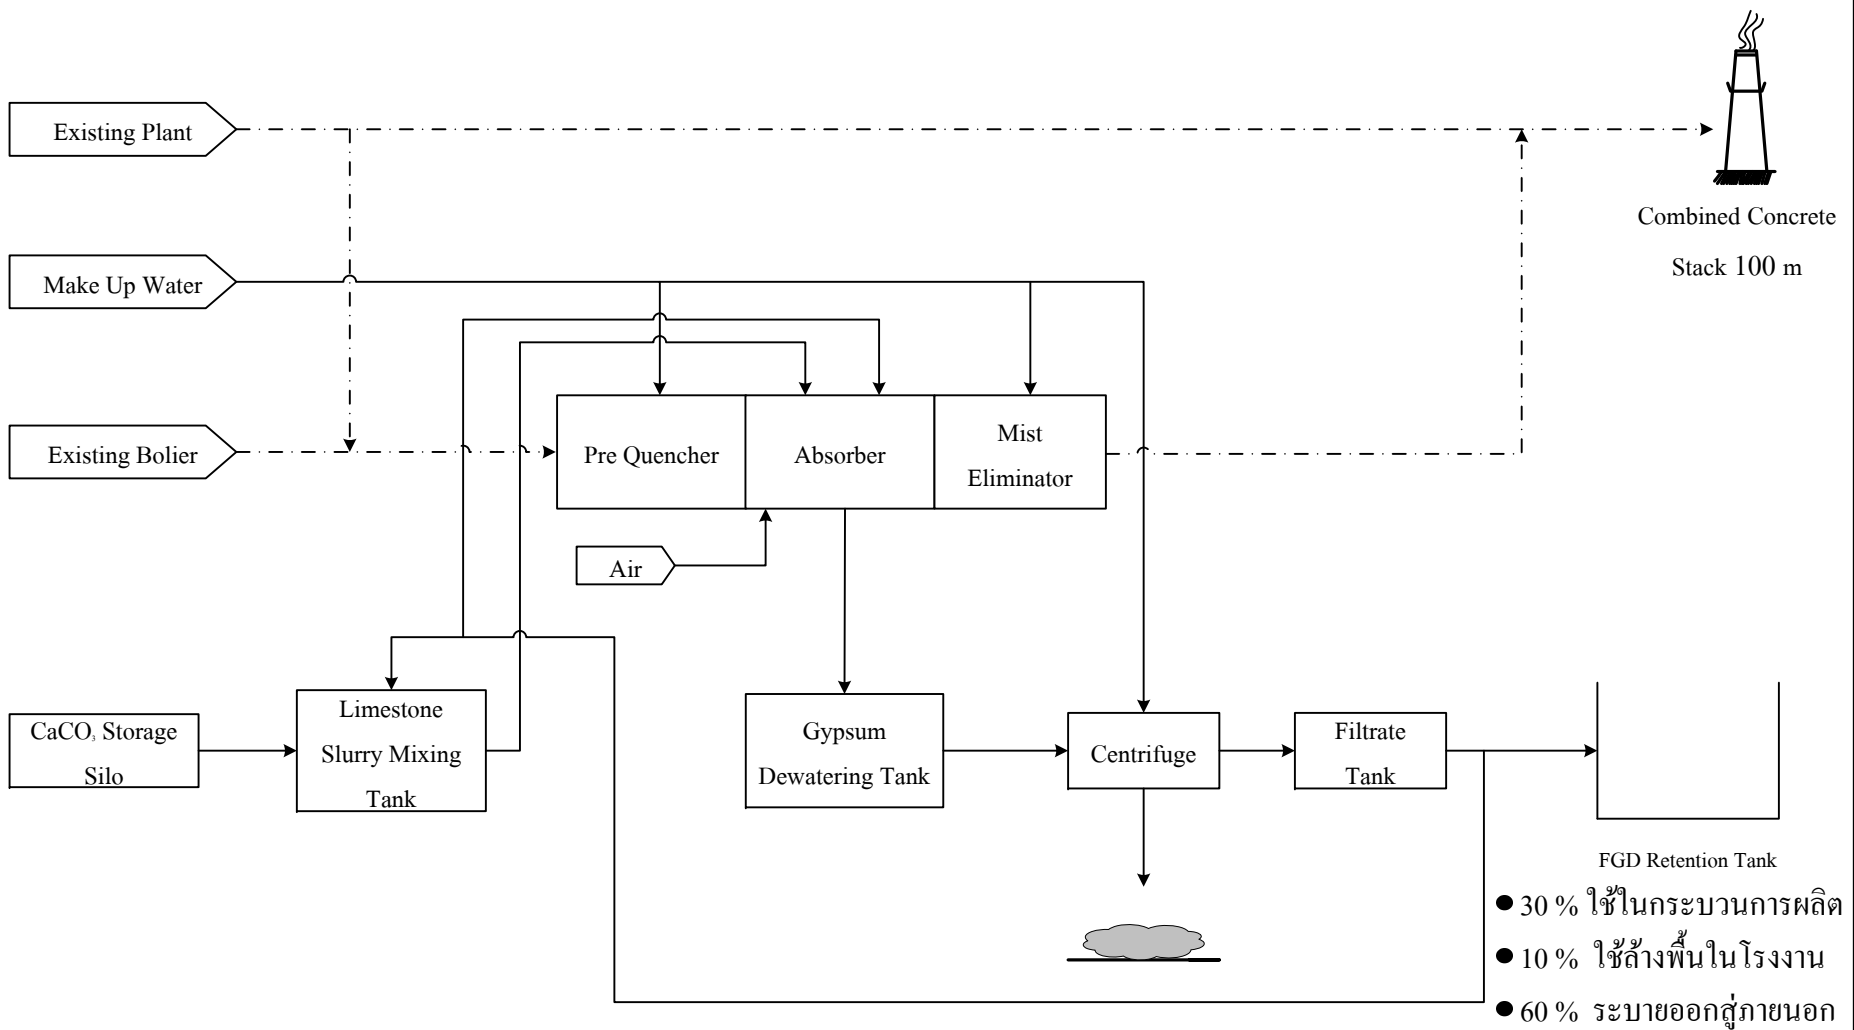 Existing Plant
Combined Concrete
Stack 100 m
Make Up Water
Existing Bolier
Pre Quencher
Absorber
Mist
Eliminator
Air
CaCO₃ Storage
Silo
Limestone
Slurry Mixing
Tank
Gypsum
Dewatering Tank
Centrifuge
Filtrate
Tank
FGD Retention Tank
● 30 % ใช้ในกระบวนการผลิต
● 10 % ใช้ล้างพื้นในโรงงาน
● 60 % ระบายออกสู่ภายนอก